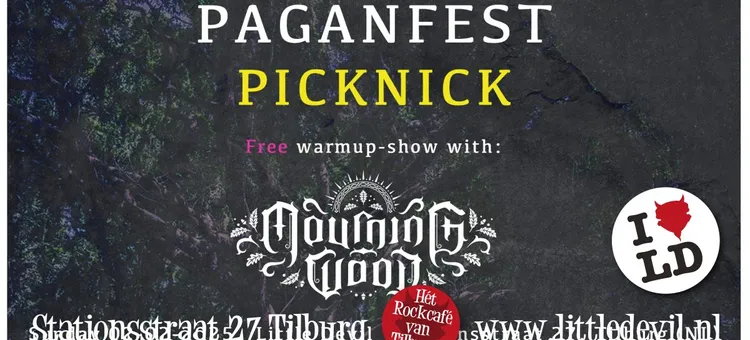 PAGANFEST
PICKNICK
Free warmup-show with:
MOURNING
WOOD
I
LD
Hét
Rockcafé
van
Stationsstraat 27 Tilburg
www.littledevil.nl